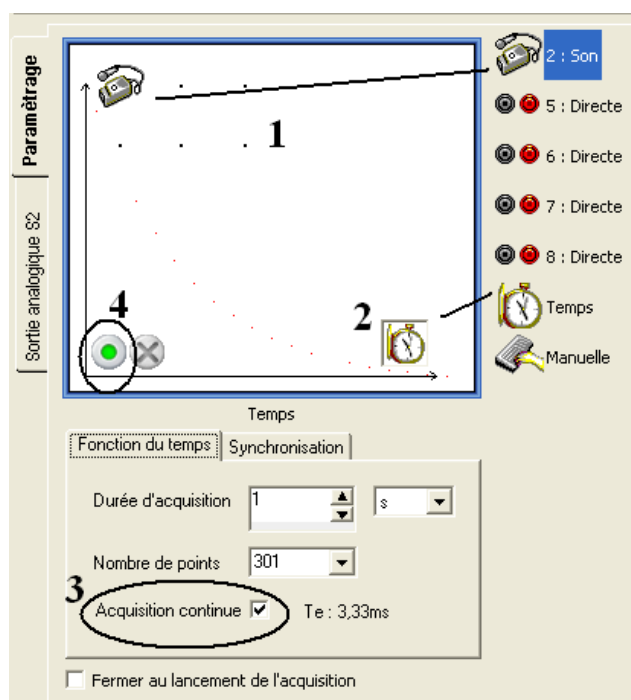 Paramètrage
Sortie analogique S2
2 : Son
5 : Directe
6 : Directe
7 : Directe
8 : Directe
Temps
Manuelle
1
2
4
Temps
Fonction du temps Synchronisation
Durée d'acquisition 1 s
Nombre de points 301
3
Acquisition continue Te : 3,33ms
Fermer au lancement de l'acquisition